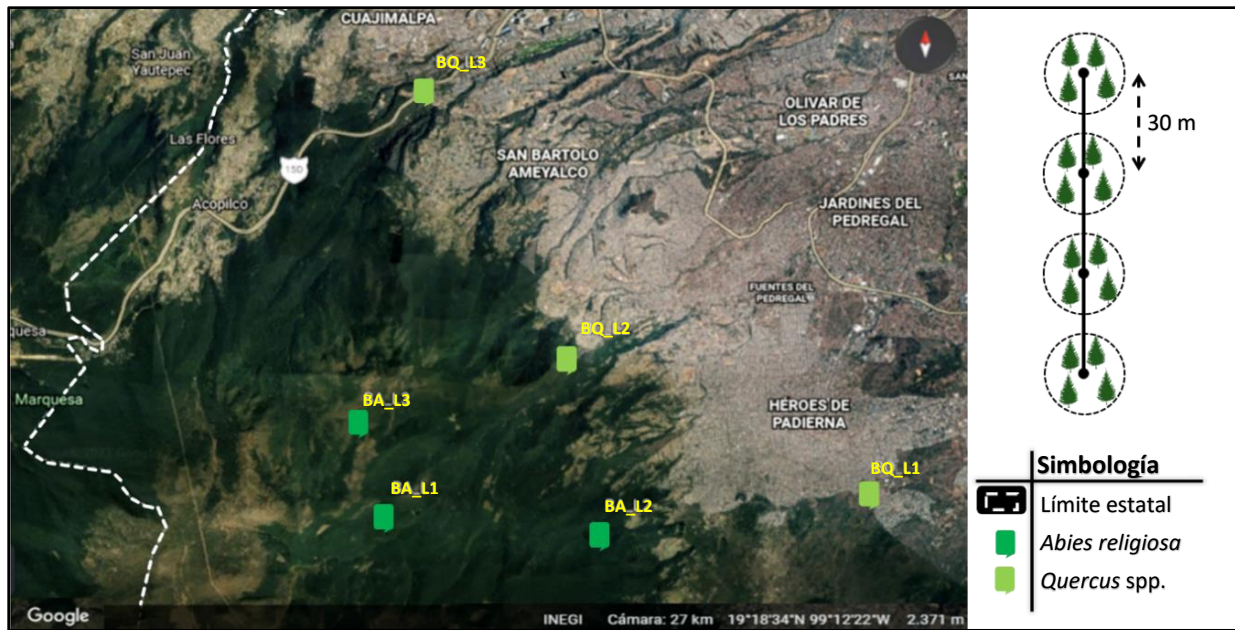 CUAJIMALPA
San Juan
Yautepec
BQ_L3
OLIVAR DE
LOS PADRES
Las Flores
SAN BARTOLO
AMEYALCO
150
Acopilco
JARDINES DEL
PEDREGAL
FUENTES DEL
PEDREGAL
BQ_L2
quesa
Marquesa
BA_L3
HÉROES DE
PADIERNA
BQ_L1
BA_L1
BA_L2
Google
INEGI Cámara: 27 km 19°18'34"N 99°12'22"W 2.371 m
30 m
Simbología
Límite estatal
Abies religiosa
Quercus spp.